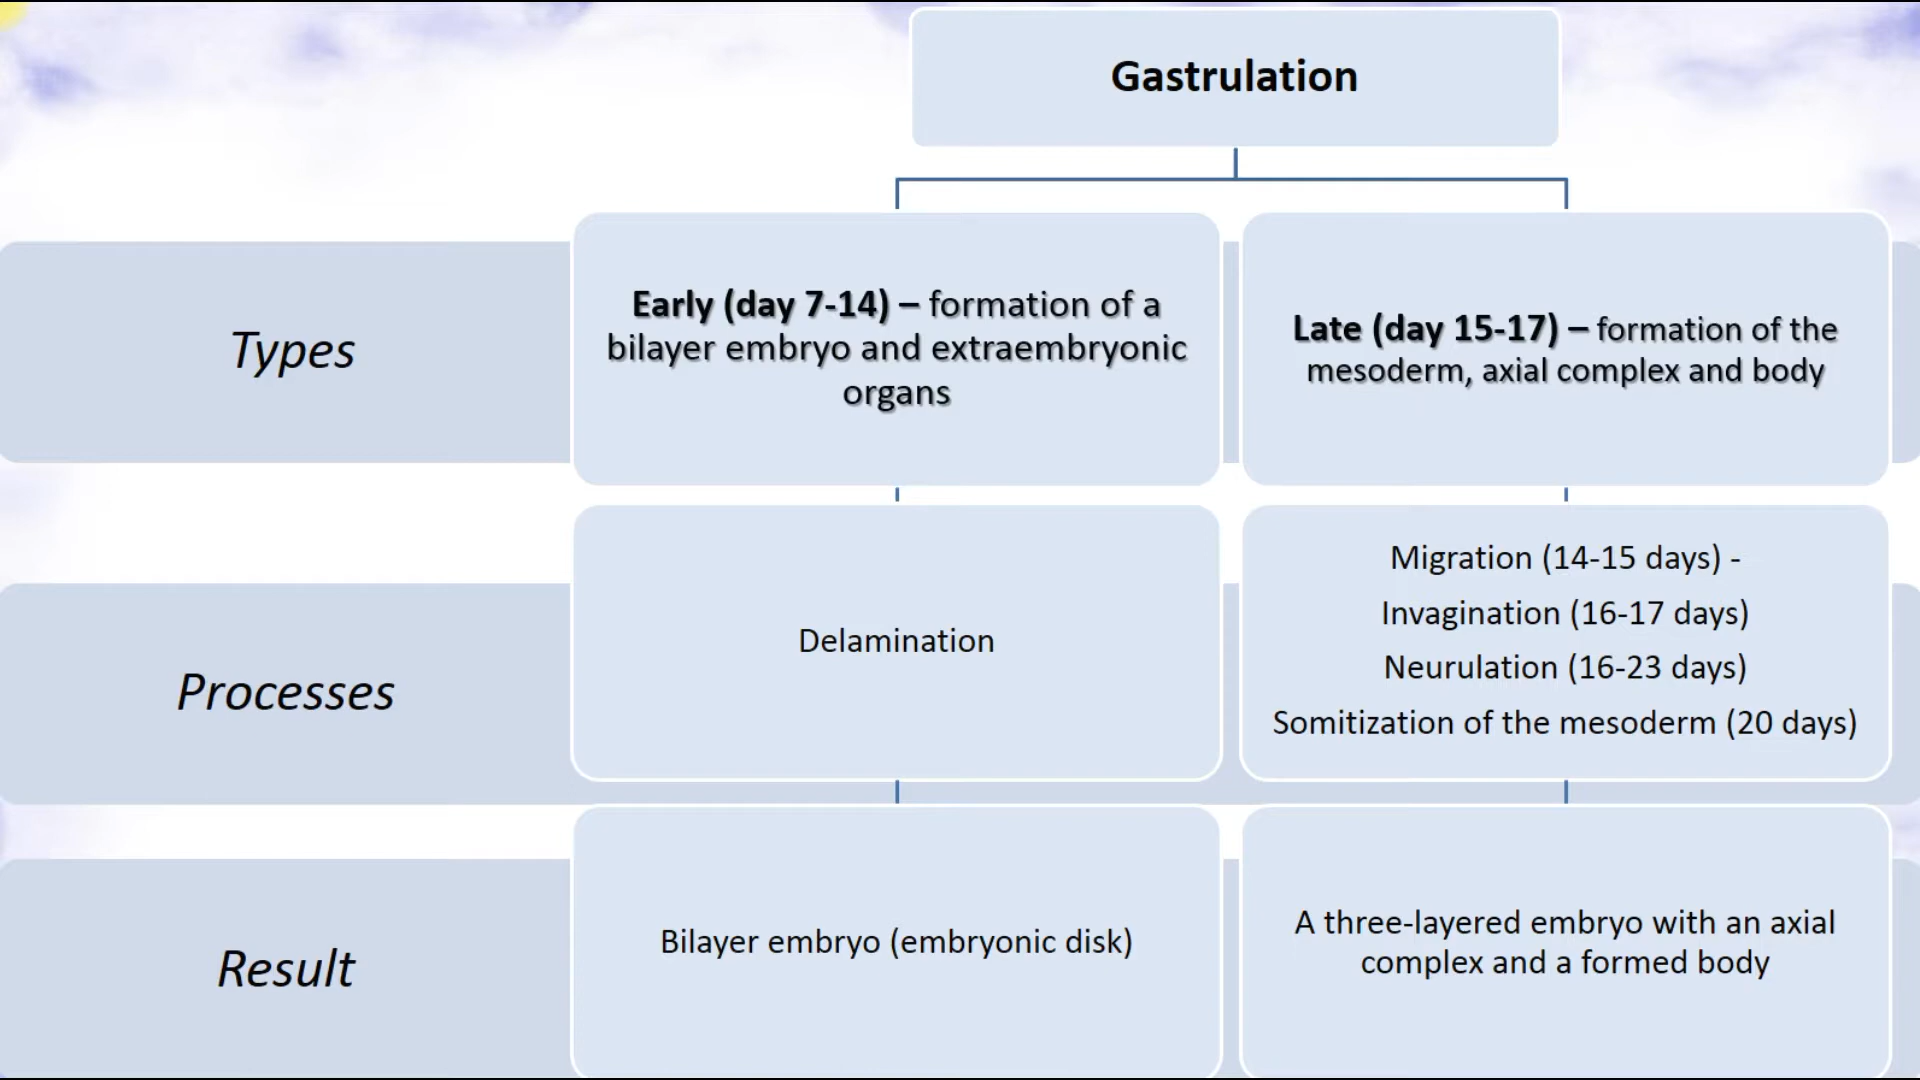 Gastrulation
Types
Early (day 7-14) – formation of a
bilayer embryo and extraembryonic
organs
Late (day 15-17) – formation of the
mesoderm, axial complex and body
Processes
Delamination
Migration (14-15 days) -
Invagination (16-17 days)
Neurulation (16-23 days)
Somitization of the mesoderm (20 days)
Result
Bilayer embryo (embryonic disk)
A three-layered embryo with an axial
complex and a formed body